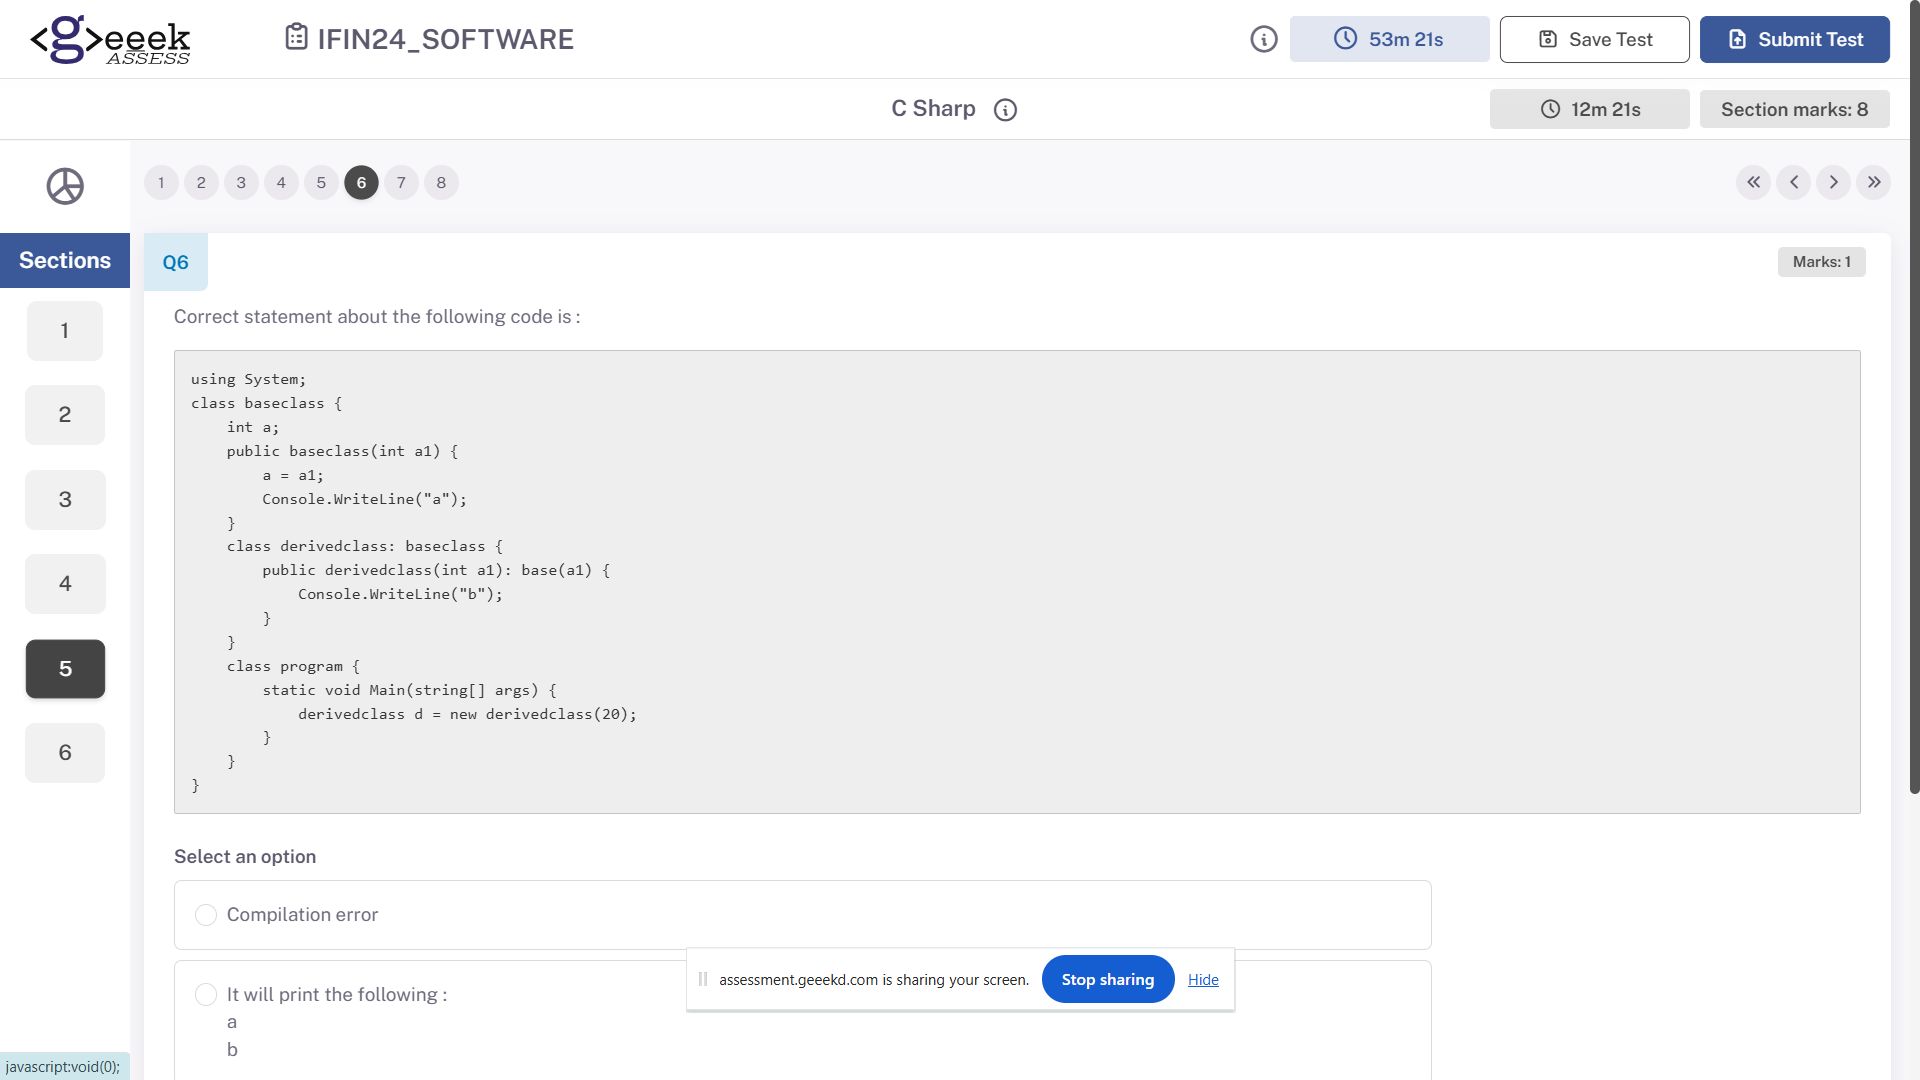 <g>eeek
ASSESS
IFIN24_SOFTWARE
53m 21s
Save Test
Submit Test
C Sharp
12m 21s
Section marks: 8
1 2 3 4 5 6 7 8
Sections
1
2
3
4
5
6
Q6
Marks: 1
Correct statement about the following code is :
using System;
class baseclass {
    int a;
    public baseclass(int a1) {
        a = a1;
        Console.WriteLine("a");
    }
    class derivedclass: baseclass {
        public derivedclass(int a1): base(a1) {
            Console.WriteLine("b");
        }
    }
    class program {
        static void Main(string[] args) {
            derivedclass d = new derivedclass(20);
        }
    }
}
Select an option
Compilation error
It will print the following :
a
b
assessment.geeekd.com is sharing your screen.
Stop sharing
Hide
javascript:void(0);